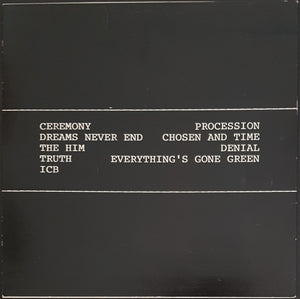 CEREMONY PROCESSION
DREAMS NEVER END CHOSEN AND TIME
THE HIM DENIAL
TRUTH EVERYTHING'S GONE GREEN
ICB